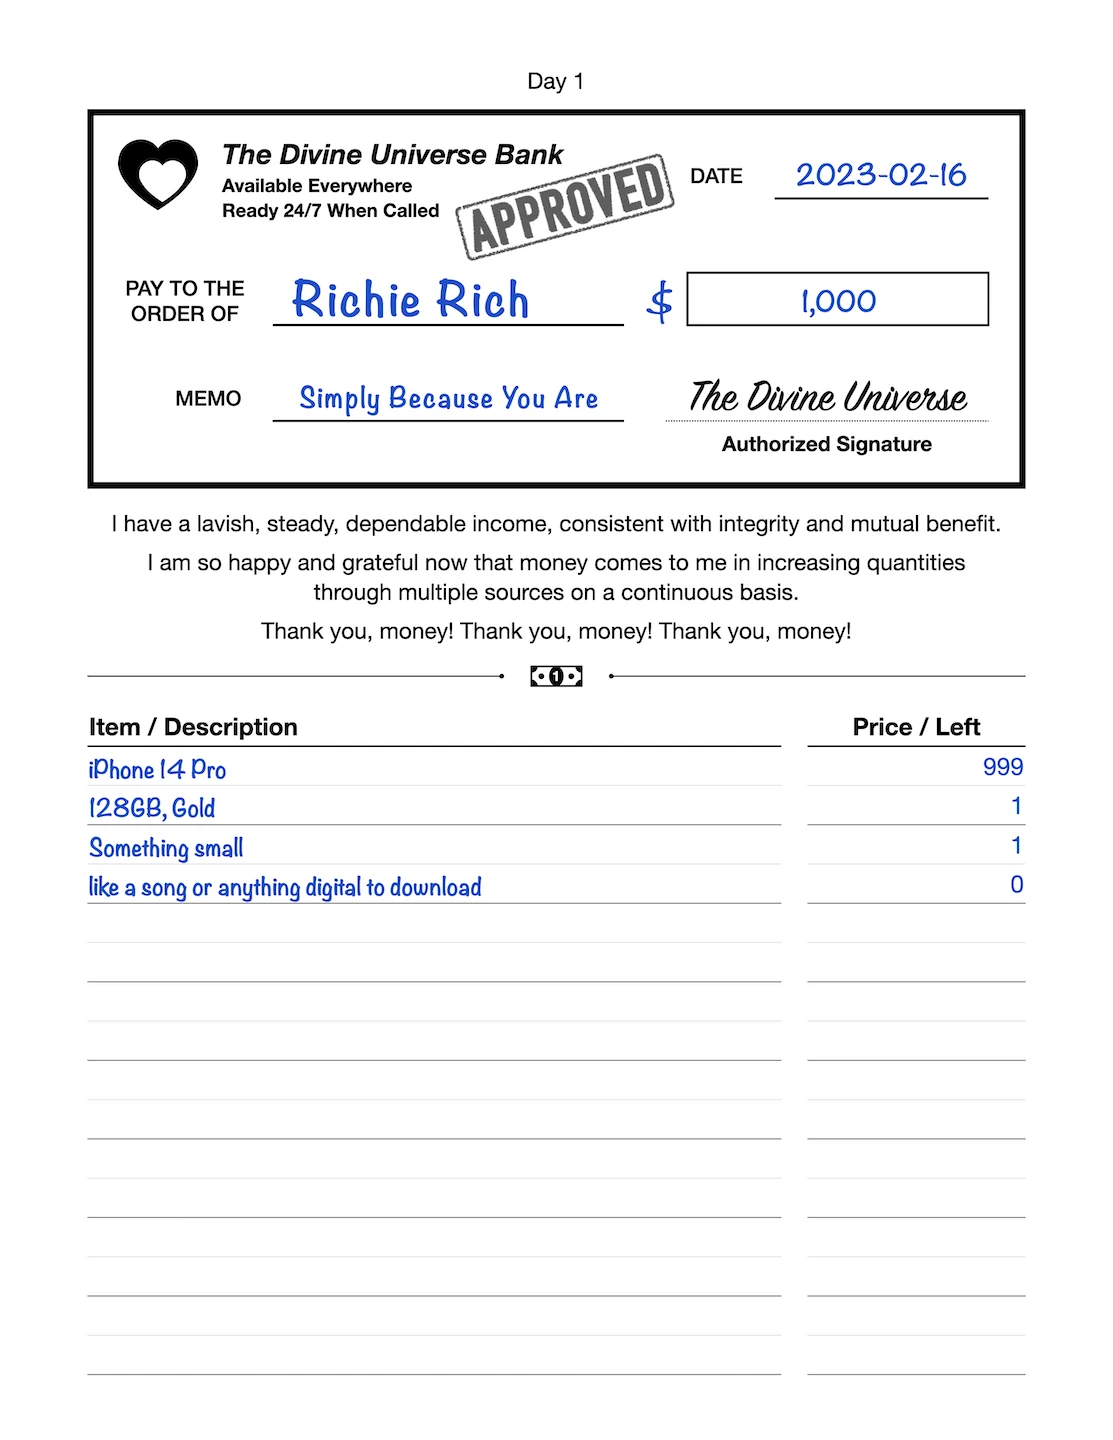 Day 1
The Divine Universe Bank
Available Everywhere
Ready 24/7 When Called
APPROVED
DATE 2023-02-16
PAY TO THE
ORDER OF Richie Rich $ 1,000
MEMO Simply Because You Are The Divine Universe
Authorized Signature
I have a lavish, steady, dependable income, consistent with integrity and mutual benefit.
I am so happy and grateful now that money comes to me in increasing quantities
through multiple sources on a continuous basis.
Thank you, money! Thank you, money! Thank you, money!
1
Item / Description Price / Left
iPhone 14 Pro 999
128GB, Gold 1
Something small 1
like a song or anything digital to download 0